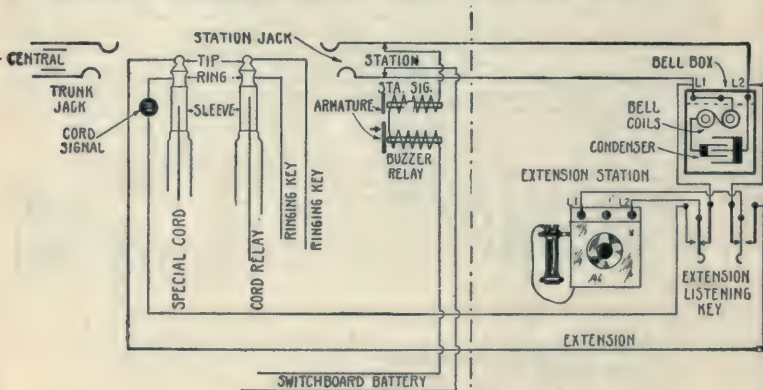 STATION JACK
CENTRAL
TIP
RING
STATION
BELL BOX
L1 L2
TRUNK
JACK
STA. SIG.
SLEEVE
ARMATURE
CORD
SIGNAL
BELL
COILS
CONDENSER
BUZZER
RELAY
EXTENSION STATION
L1 L2
SPECIAL CORD
CORD RELAY
RINGING KEY
RINGING KEY
EXTENSION
LISTENING
KEY
EXTENSION
SWITCHBOARD BATTERY